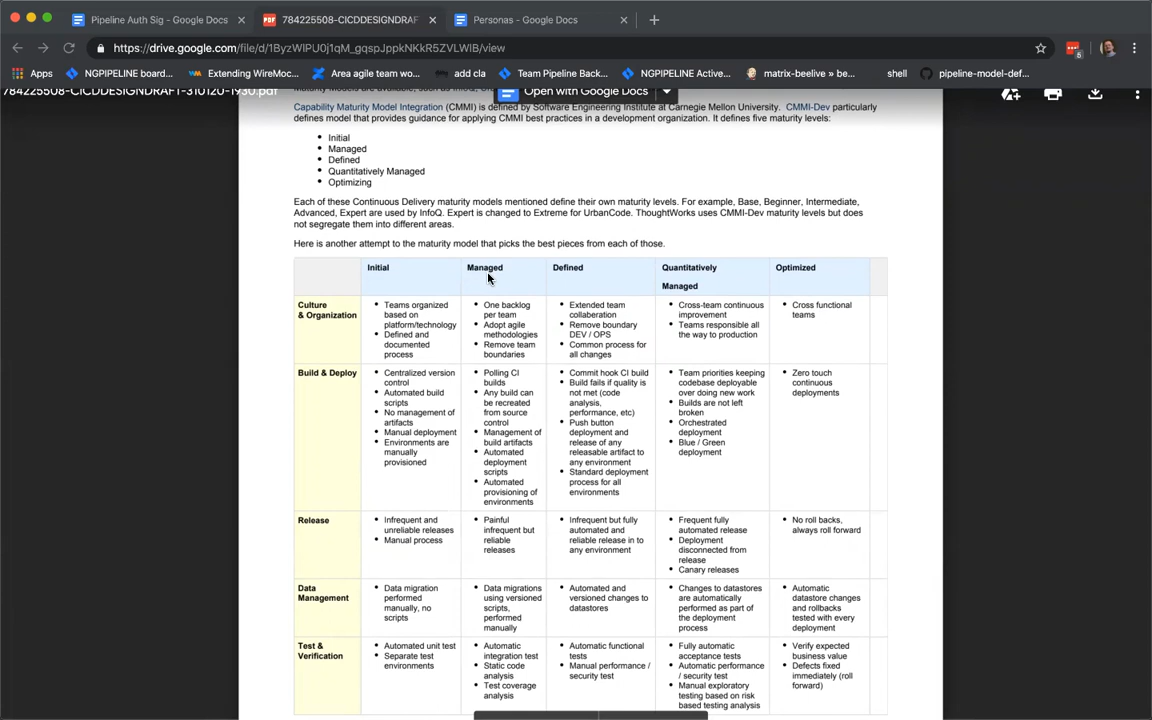 Pipeline Auth Sig - Google Docs
784225508-CICDDESIGNDRAF
Personas - Google Docs
https://drive.google.com/file/d/1ByzWlPU0j1qM_gqspJppkNKkR5ZVLWlB/view
Apps
NGPIPELINE board...
Extending WireMoc...
Area agile team wo...
add cla
Team Pipeline Back...
NGPIPELINE Active...
matrix-beelive » be...
shell
pipeline-model-def...
784225508-CICDDESIGNDRAFT-310120-1930.pdf
Open with Google Docs
Capability Maturity Model Integration (CMMI) is defined by Software Engineering Institute at Carnegie Mellon University. CMMI-Dev particularly
defines model that provides guidance for applying CMMI best practices in a development organization. It defines five maturity levels:
• Initial
• Managed
• Defined
• Quantitatively Managed
• Optimizing
Each of these Continuous Delivery maturity models mentioned define their own maturity levels. For example, Base, Beginner, Intermediate,
Advanced, Expert are used by InfoQ. Expert is changed to Extreme for UrbanCode. ThoughtWorks uses CMMI-Dev maturity levels but does
not segregate them into different areas.
Here is another attempt to the maturity model that picks the best pieces from each of those.
Initial
Managed
Defined
Quantitatively
Managed
Optimized
Culture
& Organization
• Teams organized
based on
platform/technology
• Defined and
documented
process
• One backlog
per team
• Adopt agile
methodologies
• Remove team
boundaries
• Extended team
collaberation
• Remove boundary
DEV / OPS
• Common process for
all changes
• Cross-team continuous
improvement
• Teams responsible all
the way to production
• Cross functional
teams
Build & Deploy
• Centralized version
control
• Automated build
scripts
• No management of
artifacts
• Manual deployment
• Environments are
manually
provisioned
• Polling CI
builds
• Any build can
be recreated
from source
control
• Management of
build artifacts
• Automated
deployment
scripts
• Automated
provisioning of
environments
• Commit hook CI build
• Build fails if quality is
not met (code
analysis,
performance, etc)
• Push button
deployment and
release of any
releasable artifact to
any environment
• Standard deployment
process for all
environments
• Team priorities keeping
codebase deployable
over doing new work
• Builds are not left
broken
• Orchestrated
deployment
• Blue / Green
deployment
• Zero touch
continuous
deployments
Release
• Infrequent and
unreliable releases
• Manual process
• Painful
infrequent but
reliable
releases
• Infrequent but fully
automated and
reliable release in to
any environment
• Frequent fully
automated release
• Deployment
disconnected from
release
• Canary releases
• No roll backs,
always roll forward
Data
Management
• Data migration
performed
manually, no
scripts
• Data migrations
using versioned
scripts,
performed
manually
• Automated and
versioned changes to
datastores
• Changes to datastores
are automatically
performed as part of
the deployment
process
• Automatic
datastore changes
and rollbacks
tested with every
deployment
Test &
Verification
• Automated unit test
• Separate test
environments
• Automatic
integration test
• Static code
analysis
• Test coverage
analysis
• Automatic functional
tests
• Manual performance /
security test
• Fully automatic
acceptance tests
• Automatic performance
/ security test
• Manual exploratory
testing based on risk
based testing analysis
• Verify expected
business value
• Defects fixed
immediately (roll
forward)